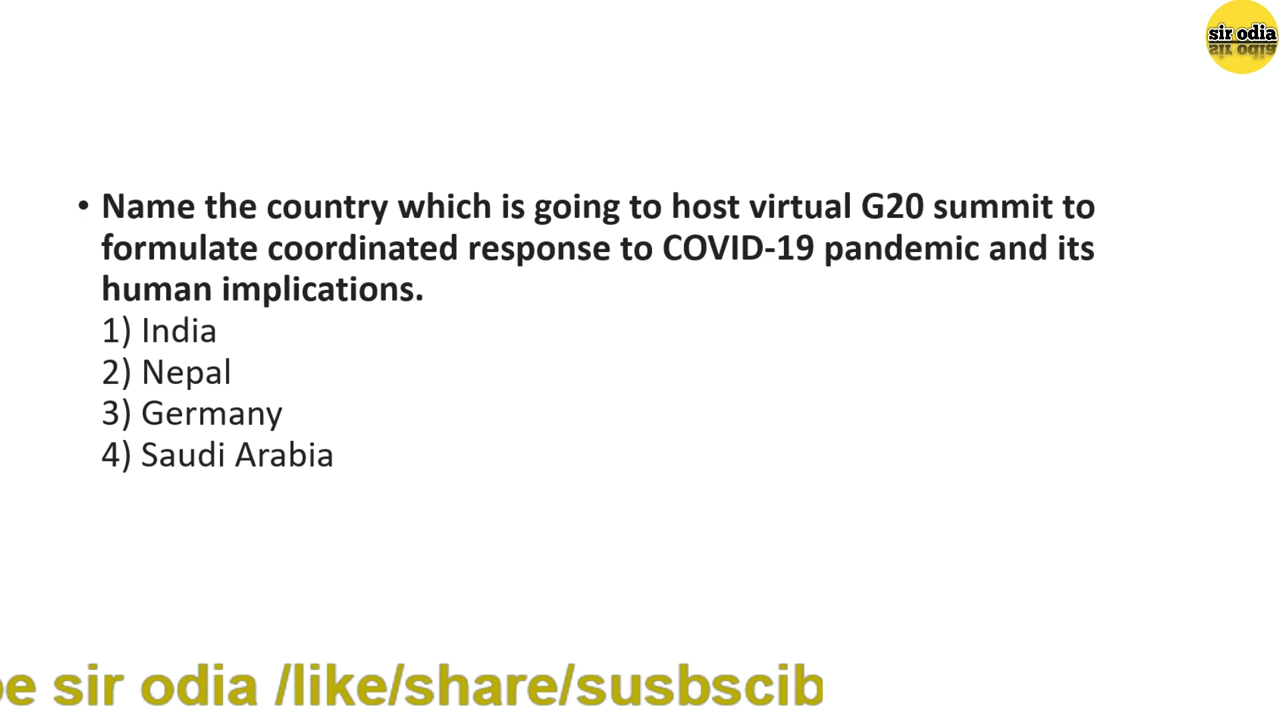 sir odia
• Name the country which is going to host virtual G20 summit to
formulate coordinated response to COVID-19 pandemic and its
human implications.
1) India
2) Nepal
3) Germany
4) Saudi Arabia
be sir odia /like/share/susbscib